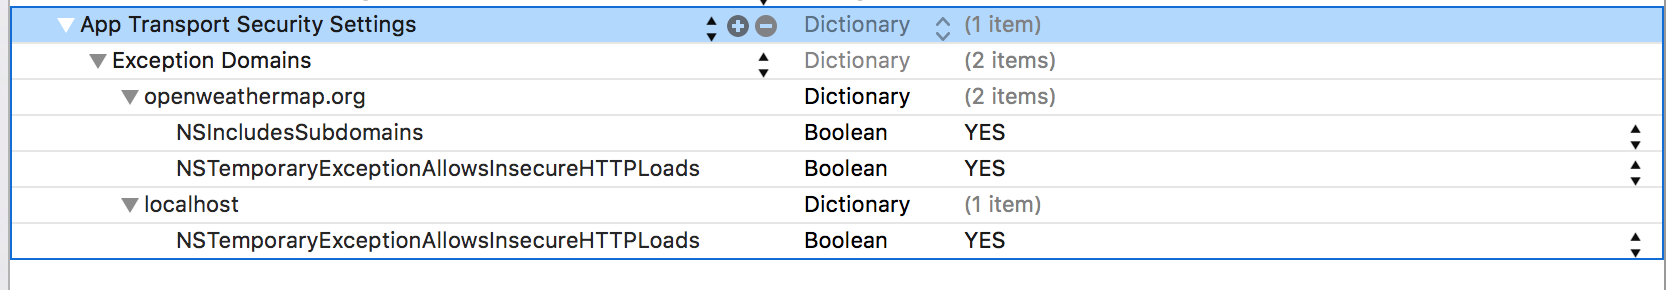 App Transport Security Settings Dictionary (1 item)
Exception Domains Dictionary (2 items)
openweathermap.org Dictionary (2 items)
NSIncludesSubdomains Boolean YES
NSTemporaryExceptionAllowsInsecureHTTPLoads Boolean YES
localhost Dictionary (1 item)
NSTemporaryExceptionAllowsInsecureHTTPLoads Boolean YES